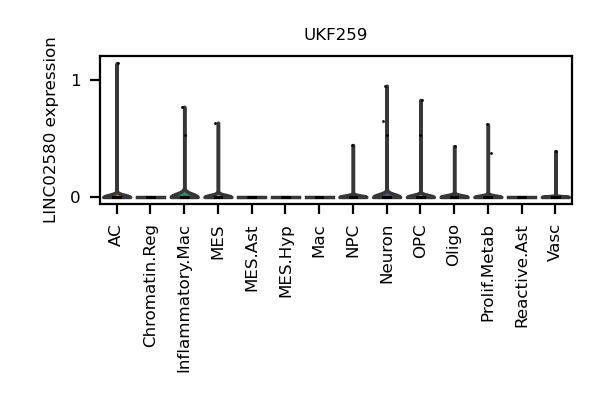 UKF259
LINC02580 expression
1
0
AC
Chromatin.Reg
Inflammatory.Mac
MES
MES.Ast
MES.Hyp
Mac
NPC
Neuron
OPC
Oligo
Prolif.Metab
Reactive.Ast
Vasc